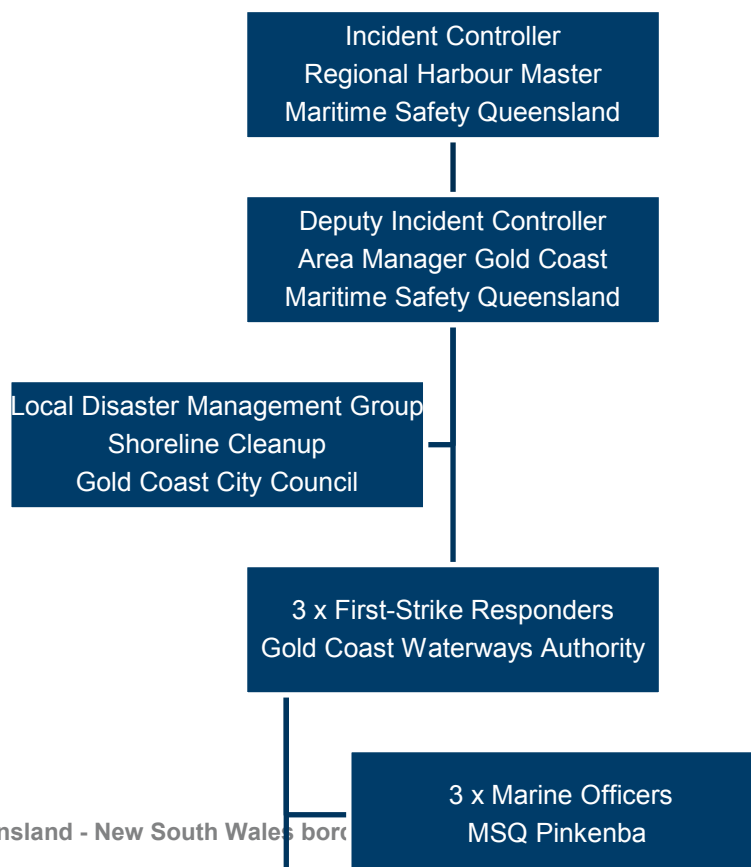 Incident Controller
Regional Harbour Master
Maritime Safety Queensland
Deputy Incident Controller
Area Manager Gold Coast
Maritime Safety Queensland
Local Disaster Management Group
Shoreline Cleanup
Gold Coast City Council
3 x First-Strike Responders
Gold Coast Waterways Authority
3 x Marine Officers
MSQ Pinkenba
- New South Wales